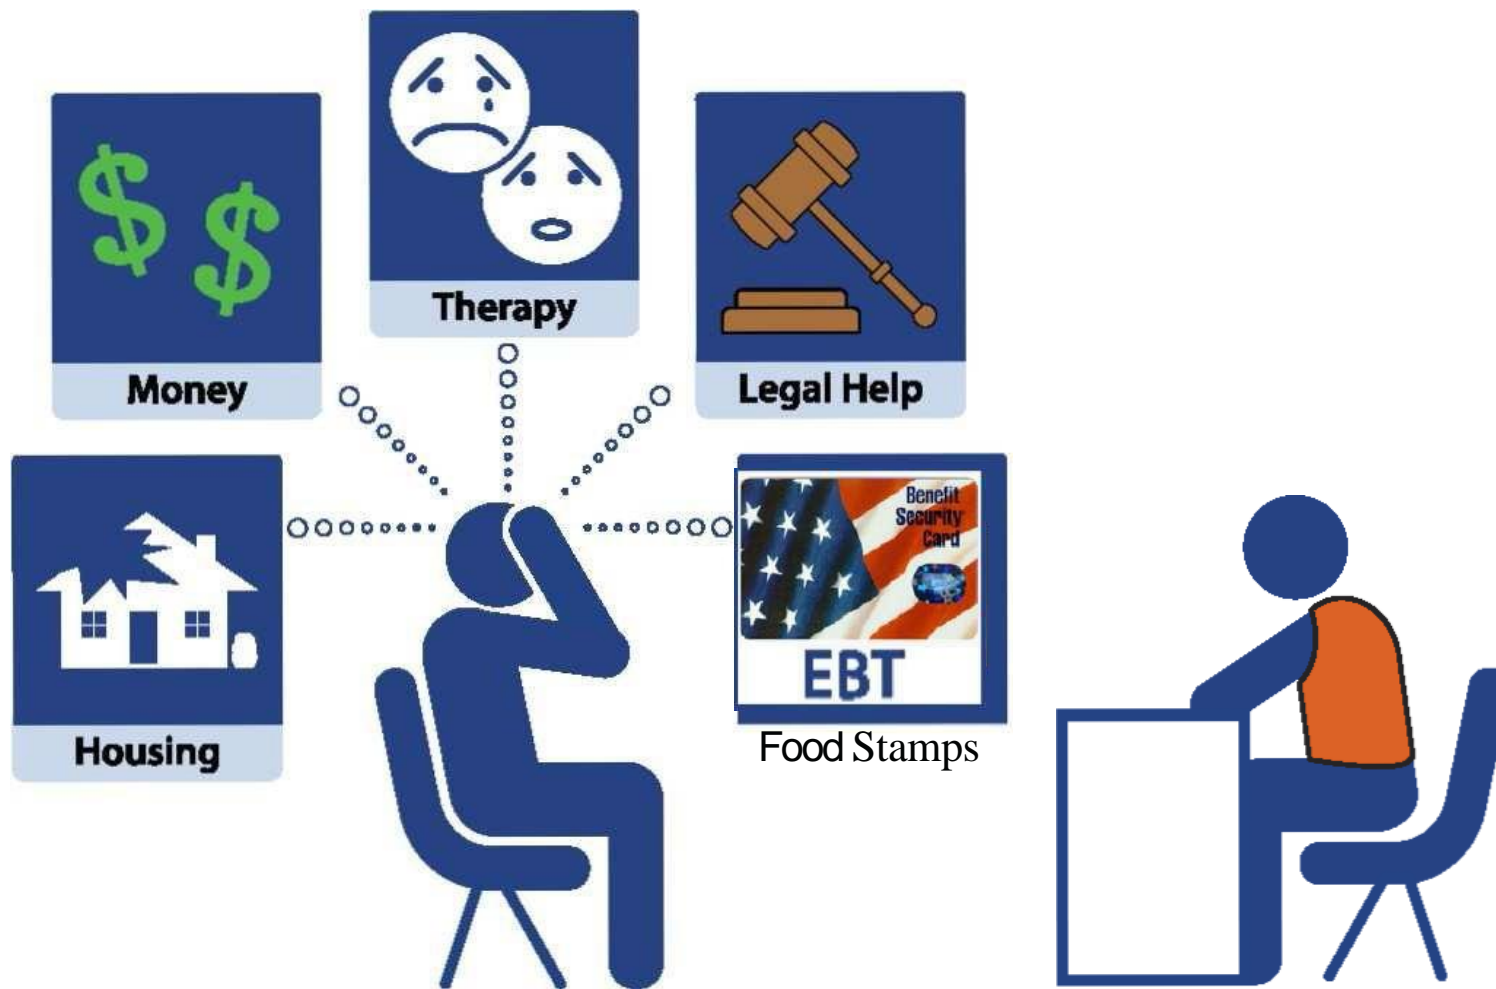 Therapy
Money
Legal Help
Housing
Benefit
Security
Card
EBT
Food Stamps